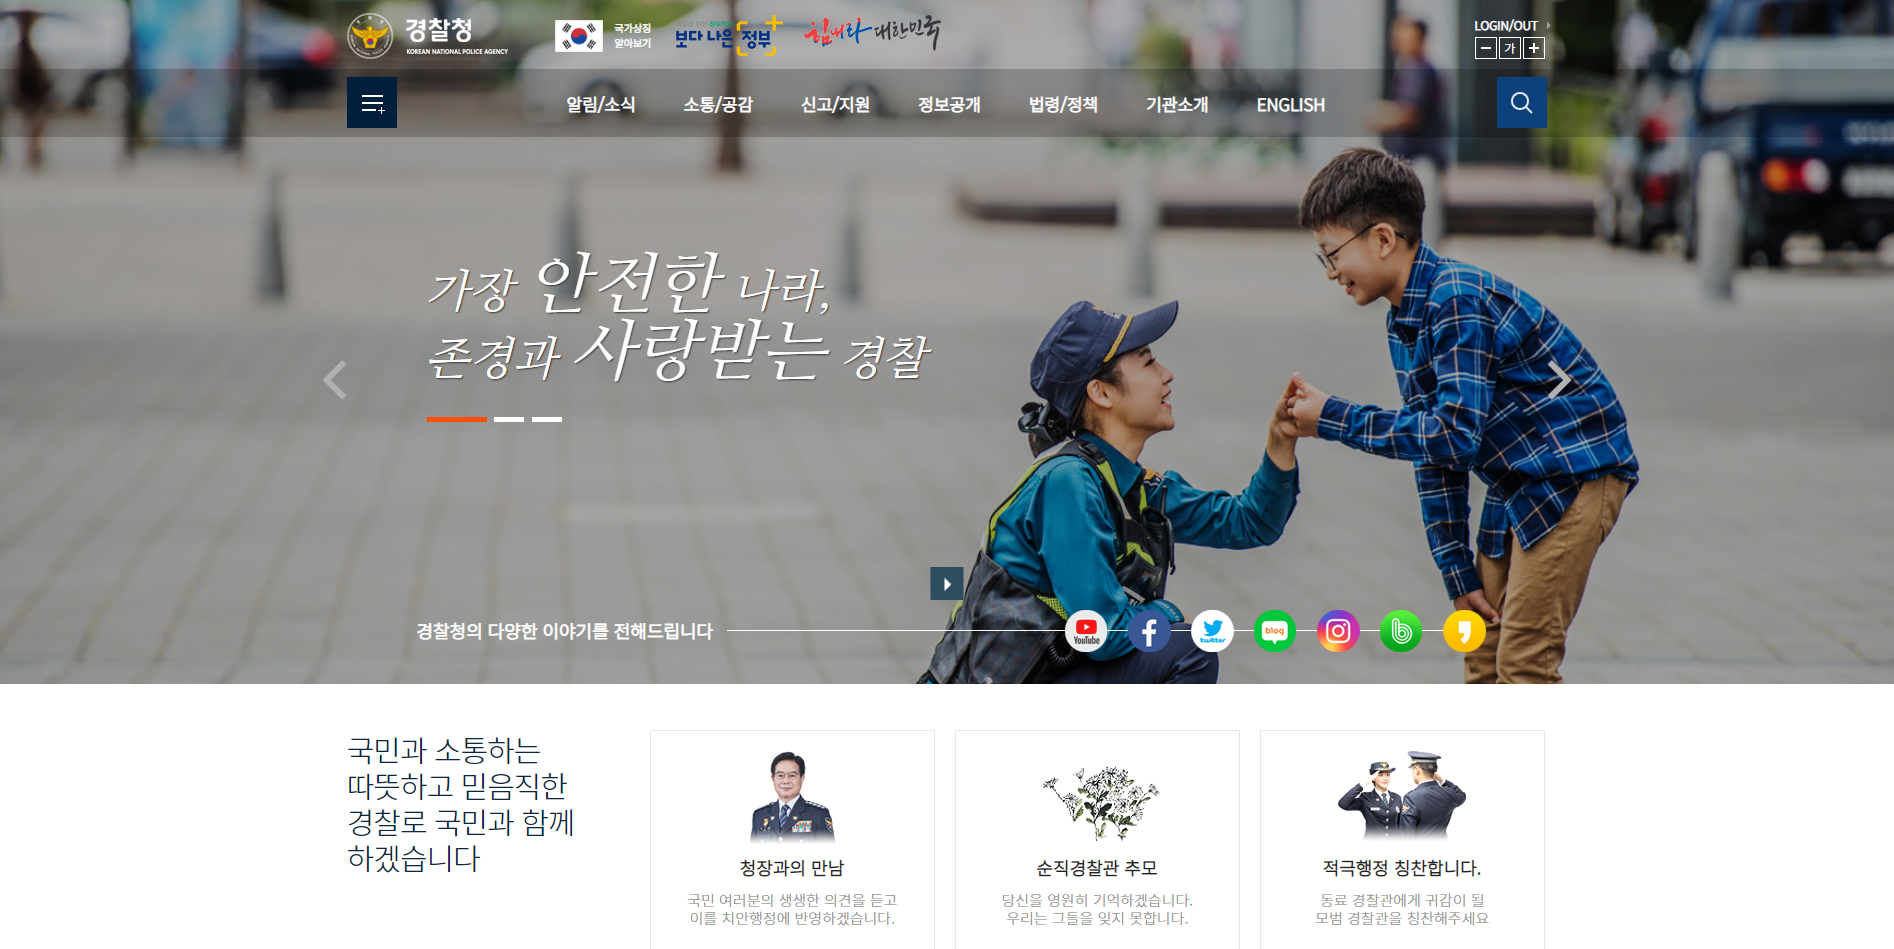 경찰청
KOREAN NATIONAL POLICE AGENCY
국가상징
알아보기
보다 나은 정부
힘내라 대한민국
LOGIN/OUT
가
알림/소식
소통/공감
신고/지원
정보공개
법령/정책
기관소개
ENGLISH
가장 안전한 나라,
존경과 사랑받는 경찰
경찰청의 다양한 이야기를 전해드립니다
YouTube
twitter
blog
국민과 소통하는
따뜻하고 믿음직한
경찰로 국민과 함께
하겠습니다
청장과의 만남
국민 여러분의 생생한 의견을 듣고
이를 치안행정에 반영하겠습니다.
순직경찰관 추모
당신을 영원히 기억하겠습니다.
우리는 그들을 잊지 못합니다.
적극행정 칭찬합니다.
동료 경찰관에게 귀감이 될
모범 경찰관을 칭찬해주세요